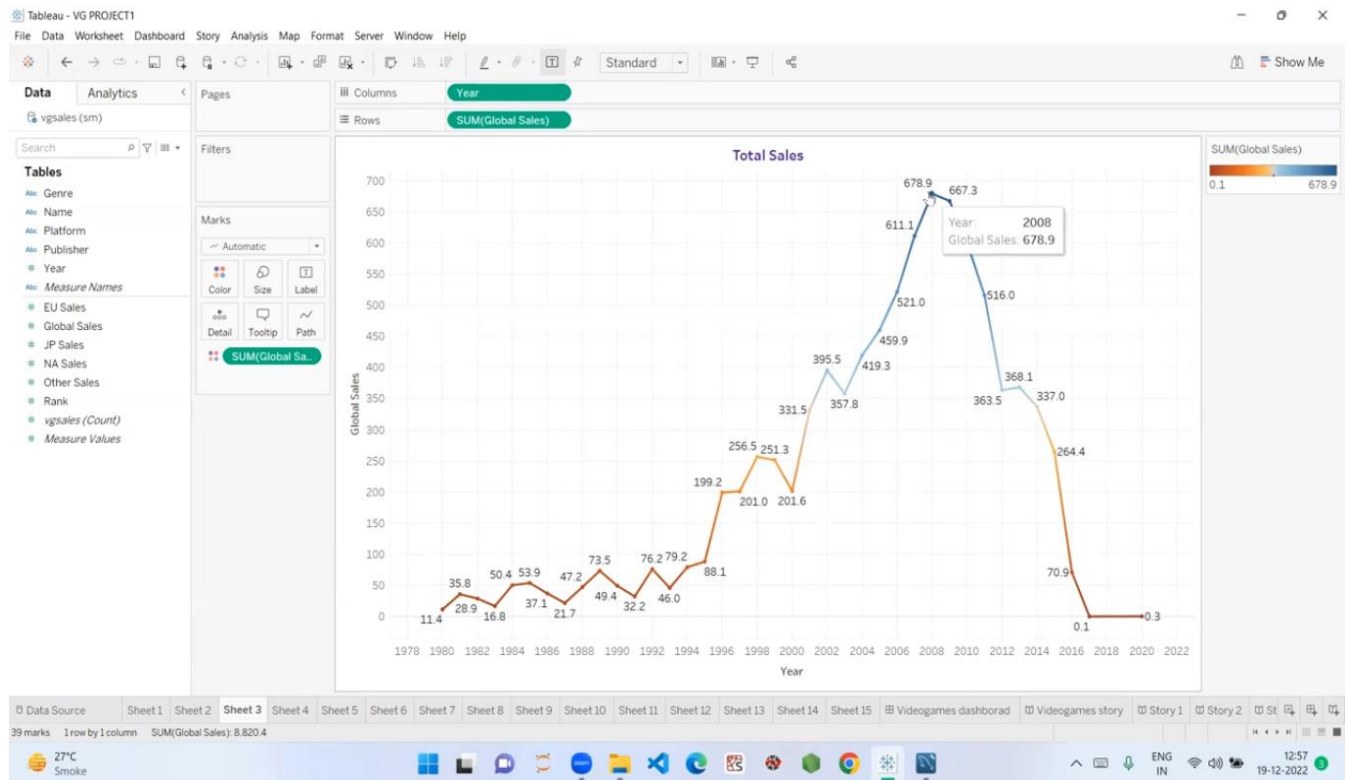 Tableau - VG PROJECT1
File Data Worksheet Dashboard Story Analysis Map Format Server Window Help
Standard
Show Me
Data Analytics
vgsales (sm)
Search
Tables
Abc Genre
Abc Name
Abc Platform
Abc Publisher
# Year
Abc Measure Names
# EU Sales
# Global Sales
# JP Sales
# NA Sales
# Other Sales
# Rank
# vgsales (Count)
# Measure Values
Pages
Filters
Marks
Automatic
Color Size Label
Detail Tooltip Path
SUM(Global Sa..
Columns Year
Rows SUM(Global Sales)
Total Sales
700
650
600
550
500
450
400
350
300
250
200
150
100
50
0
Global Sales
11.4
35.8
28.9
16.8
50.4
53.9
37.1
21.7
47.2
73.5
49.4
32.2
76.2
46.0
79.2
88.1
199.2
201.0
256.5
251.3
201.6
331.5
395.5
357.8
419.3
459.9
521.0
611.1
678.9
667.3
516.0
363.5
368.1
337.0
264.4
70.9
0.1
0.3
Year: 2008
Global Sales: 678.9
1978 1980 1982 1984 1986 1988 1990 1992 1994 1996 1998 2000 2002 2004 2006 2008 2010 2012 2014 2016 2018 2020 2022
Year
SUM(Global Sales)
0.1 678.9
Data Source Sheet 1 Sheet 2 Sheet 3 Sheet 4 Sheet 5 Sheet 6 Sheet 7 Sheet 8 Sheet 9 Sheet 10 Sheet 11 Sheet 12 Sheet 13 Sheet 14 Sheet 15 Videogames dashborad Videogames story Story 1 Story 2 St
39 marks 1 row by 1 column SUM(Global Sales): 8,820.4
27°C
Smoke
zoom
ENG
IN
12:57
19-12-2022
3